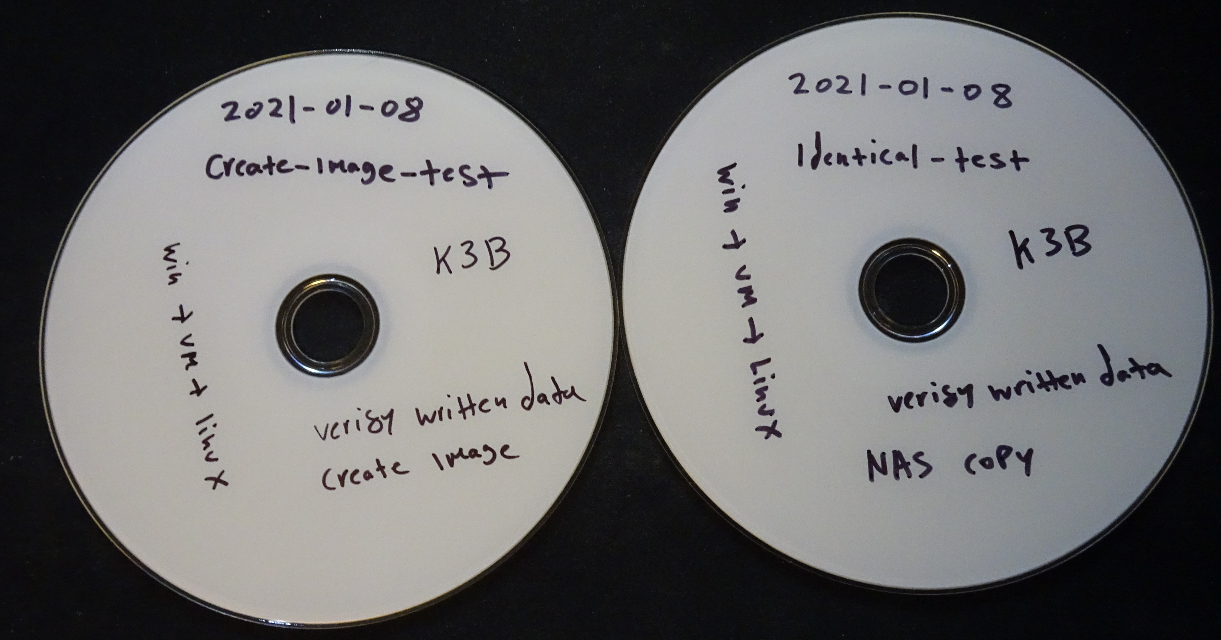 2021-01-08
Create-Image-test
K3B
Win + VM + linux
verisy written data
Create Image
2021-01-08
Identical-test
K3B
Win + VM + Linux
verisy written data
NAS copy